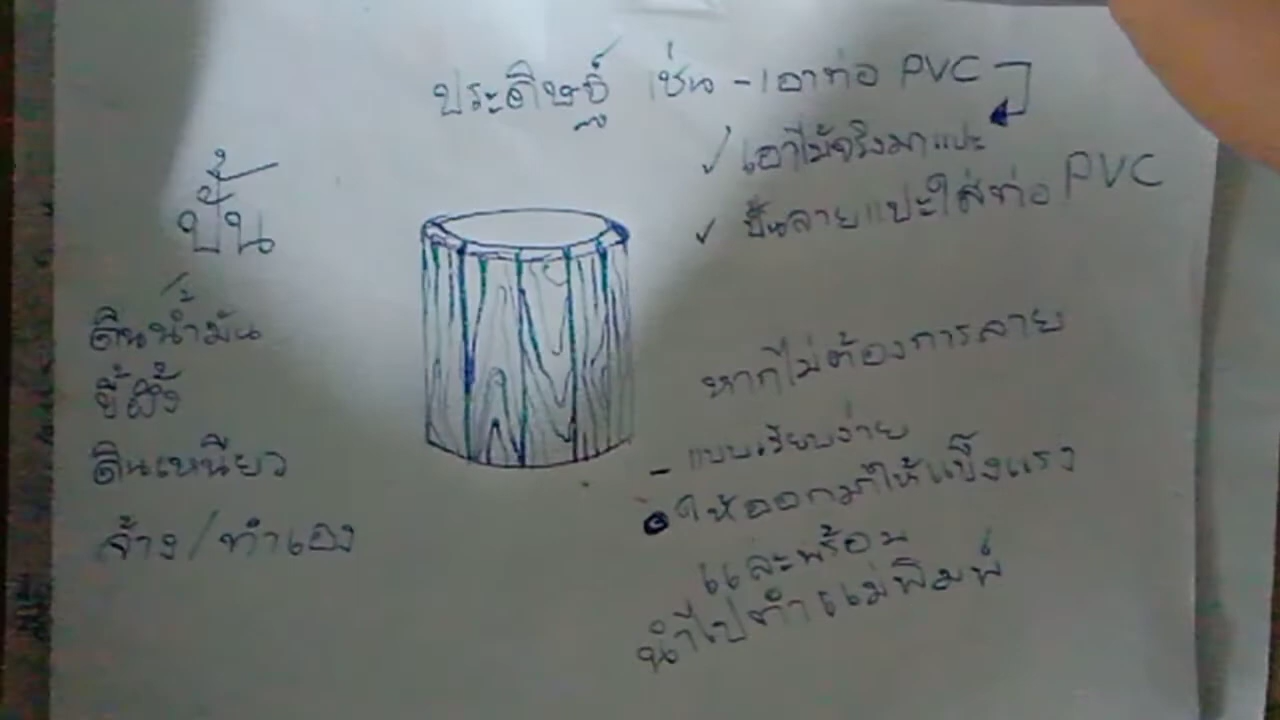 ประดิษฐ์ เช่น - เอาท่อ PVC
เอาไม้จริงมาแปะ
ปั้นลายแปะใส่ท่อ PVC
ปั้น
ดินน้ำมัน
ขี้ผึ้ง
ดินเหนียว
จ้าง/ทำเอง
หากไม่ต้องการลาย
- แบบเรียบง่าย
ให้ออกมาให้แข็งแรง
และพร้อม
นำไปทำแม่พิมพ์